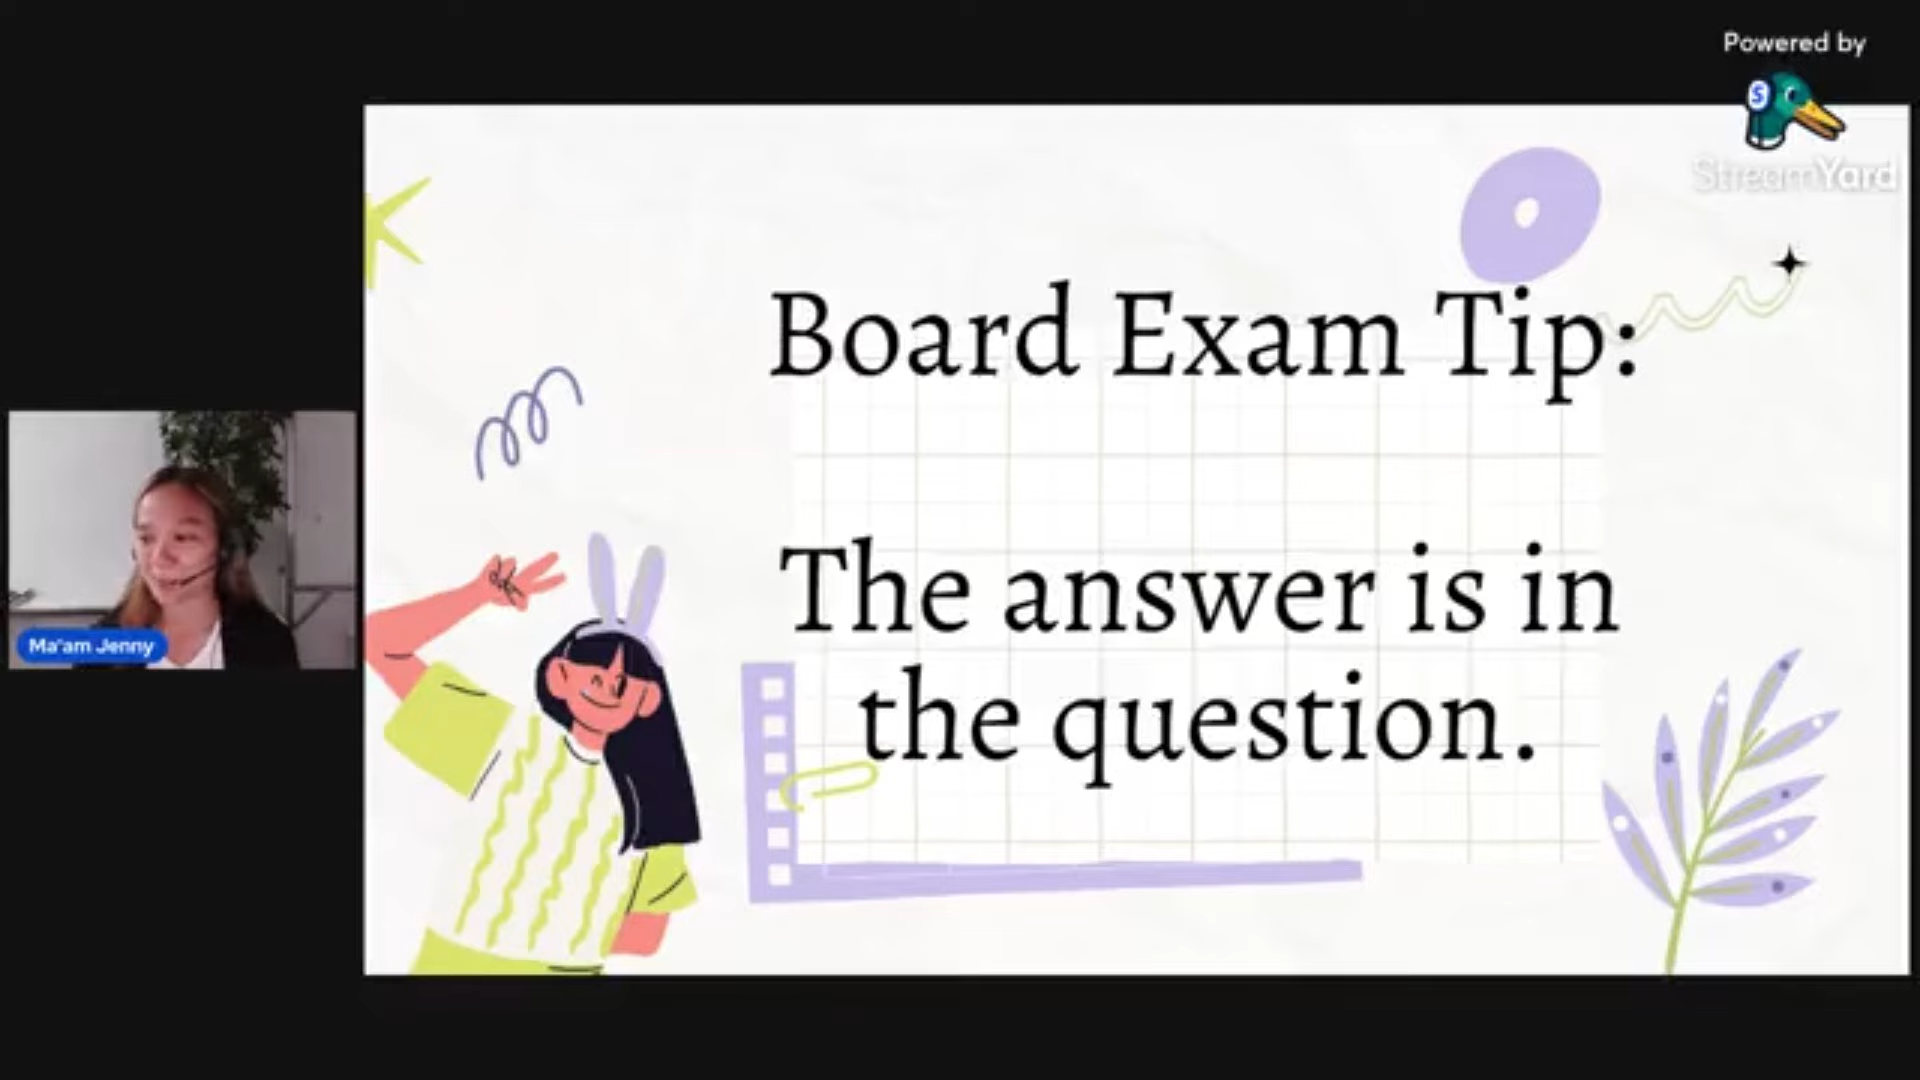 Powered by
S
StreamYard
Board Exam Tip:
The answer is in
the question.
Ma'am Jenny